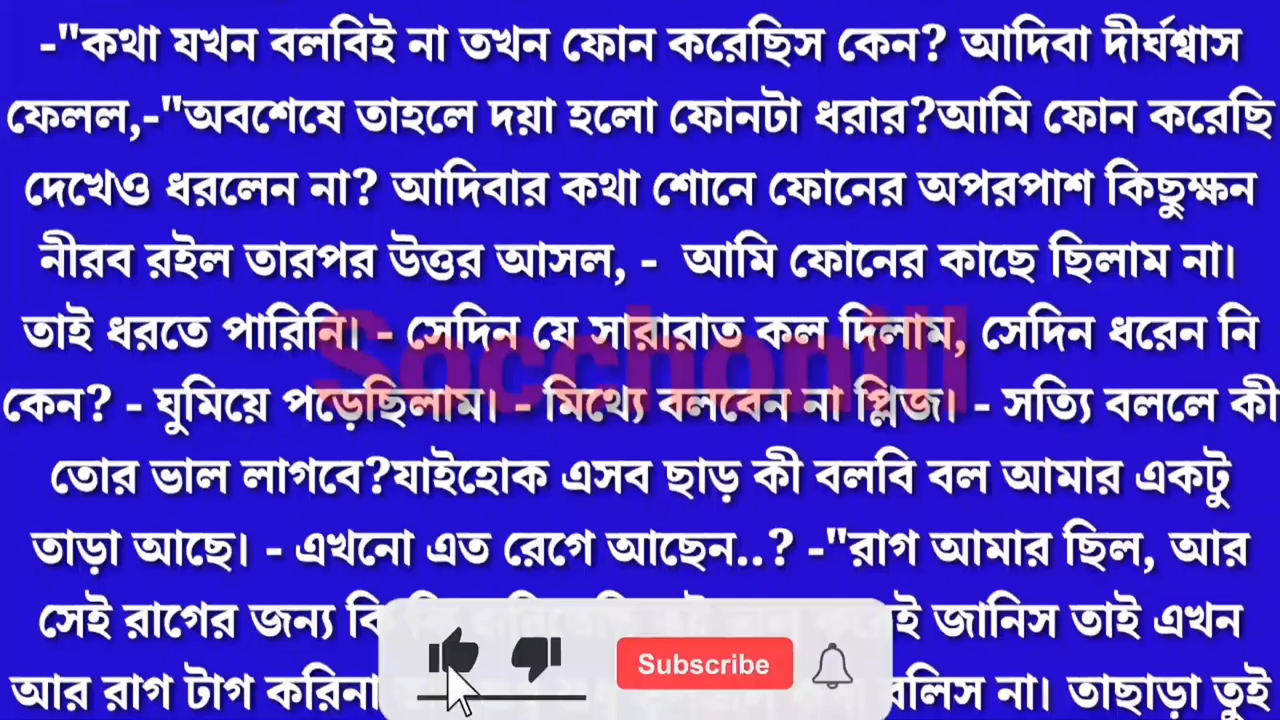 -"কথা যখন বলবিই না তখন ফোন করেছিস কেন? আদিবা দীর্ঘশ্বাস
ফেলল,-"অবশেষে তাহলে দয়া হলো ফোনটা ধরার?আমি ফোন করেছি
দেখেও ধরলেন না? আদিবার কথা শোনে ফোনের অপরপাশ কিছুক্ষন
নীরব রইল তারপর উত্তর আসল, - আমি ফোনের কাছে ছিলাম না।
তাই ধরতে পারিনি। - সেদিন যে সারারাত কল দিলাম, সেদিন ধরেন নি
Socchonill
কেন? - ঘুমিয়ে পড়েছিলাম। - মিথ্যে বলবেন না প্লিজ। - সত্যি বললে কী
তোর ভাল লাগবে?যাইহোক এসব ছাড় কী বলবি বল আমার একটু
তাড়া আছে। - এখনো এত রেগে আছেন..? -"রাগ আমার ছিল, আর
সেই রাগের জন্য জানিস তাই এখন
আর রাগ টাগ করিনা বলিস না। তাছাড়া তুই
Subscribe